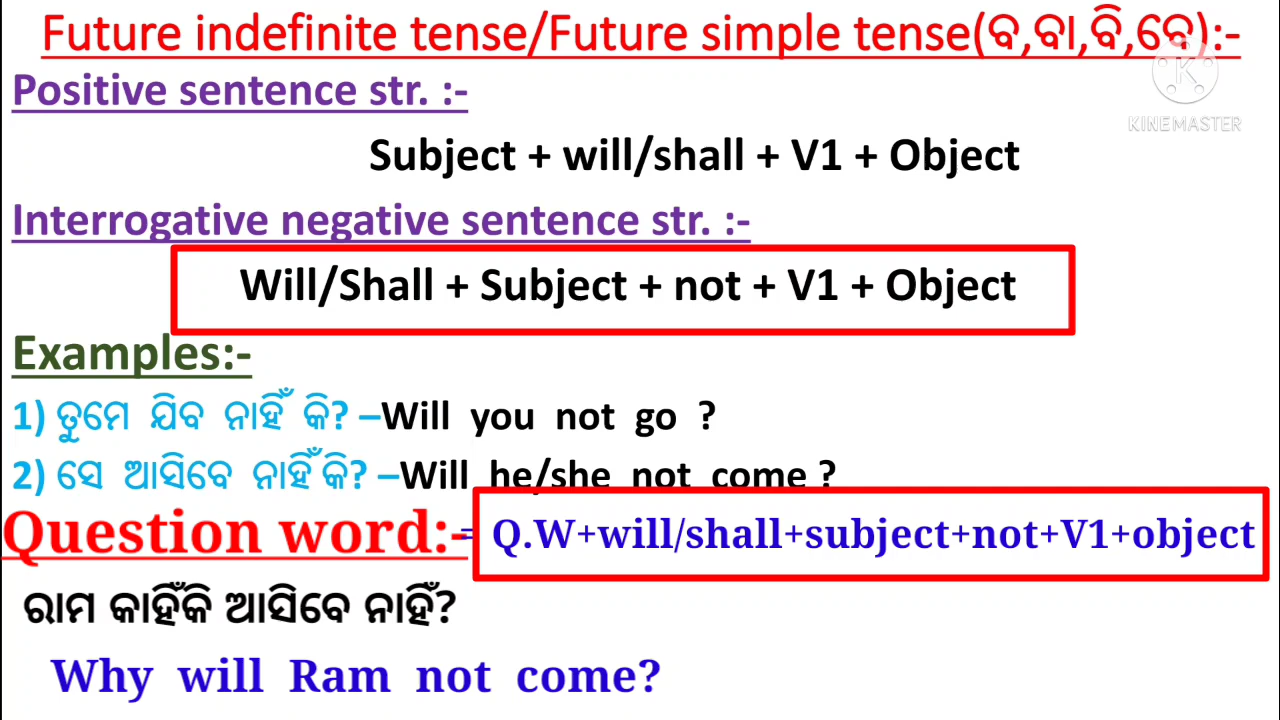 Future indefinite tense/Future simple tense(ବ,ବା,ବି,ବେ):-
KINEMASTER
Positive sentence str. :-
Subject + will/shall + V1 + Object
Interrogative negative sentence str. :-
Will/Shall + Subject + not + V1 + Object
Examples:-
1) ତୁମେ ଯିବ ନାହିଁ କି? –Will you not go ?
2) ସେ ଆସିବେ ନାହିଁ କି? –Will he/she not come ?
Question word:-= Q.W+will/shall+subject+not+V1+object
ରାମ କାହିଁକି ଆସିବେ ନାହିଁ?
Why will Ram not come?